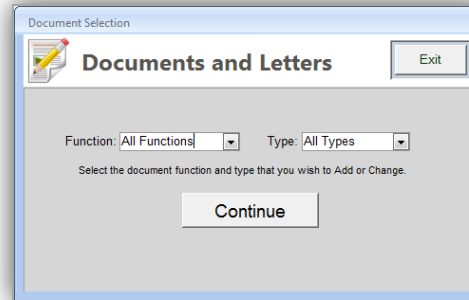 Document Selection
Documents and Letters
Exit
Function: All Functions Type: All Types
Select the document function and type that you wish to Add or Change.
Continue